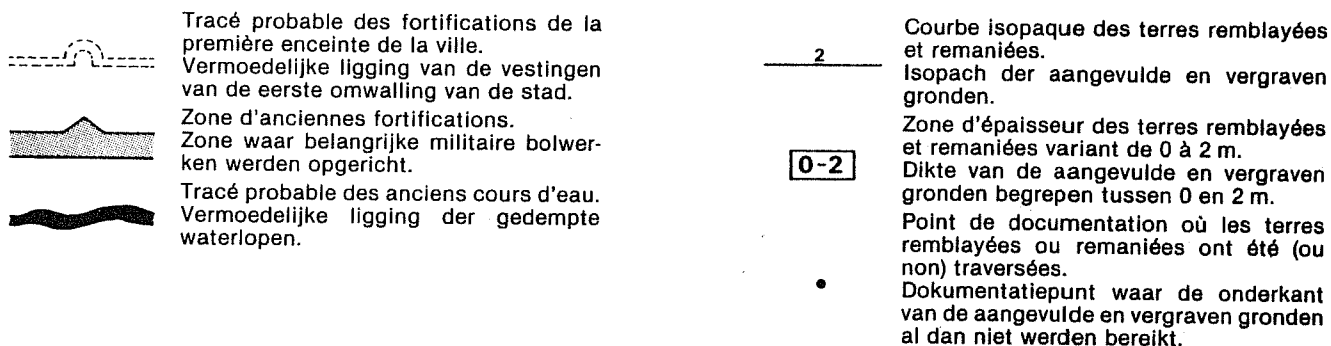 Tracé probable des fortifications de la
première enceinte de la ville.
Vermoedelijke ligging van de vestingen
van de eerste omwalling van de stad.
Zone d'anciennes fortifications.
Zone waar belangrijke militaire bolwer-
ken werden opgericht.
Tracé probable des anciens cours d'eau.
Vermoedelijke ligging der gedempte
waterlopen.
2
Courbe isopaque des terres remblayées
et remaniées.
Isopach der aangevulde en vergraven
gronden.
0-2
Zone d'épaisseur des terres remblayées
et remaniées variant de 0 à 2 m.
Dikte van de aangevulde en vergraven
gronden begrepen tussen 0 en 2 m.
Point de documentation où les terres
remblayées ou remaniées ont été (ou
non) traversées.
Dokumentatiepunt waar de onderkant
van de aangevulde en vergraven gronden
al dan niet werden bereikt.